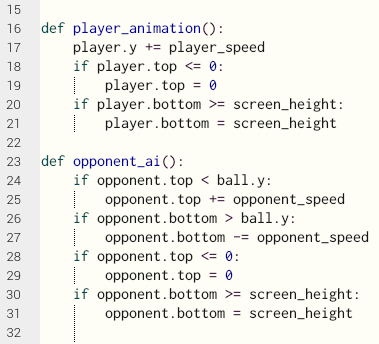 15
16 def player_animation():
17     player.y += player_speed
18     if player.top <= 0:
19         player.top = 0
20     if player.bottom >= screen_height:
21         player.bottom = screen_height
22
23 def opponent_ai():
24     if opponent.top < ball.y:
25         opponent.top += opponent_speed
26     if opponent.bottom > ball.y:
27         opponent.bottom -= opponent_speed
28     if opponent.top <= 0:
29         opponent.top = 0
30     if opponent.bottom >= screen_height:
31         opponent.bottom = screen_height
32